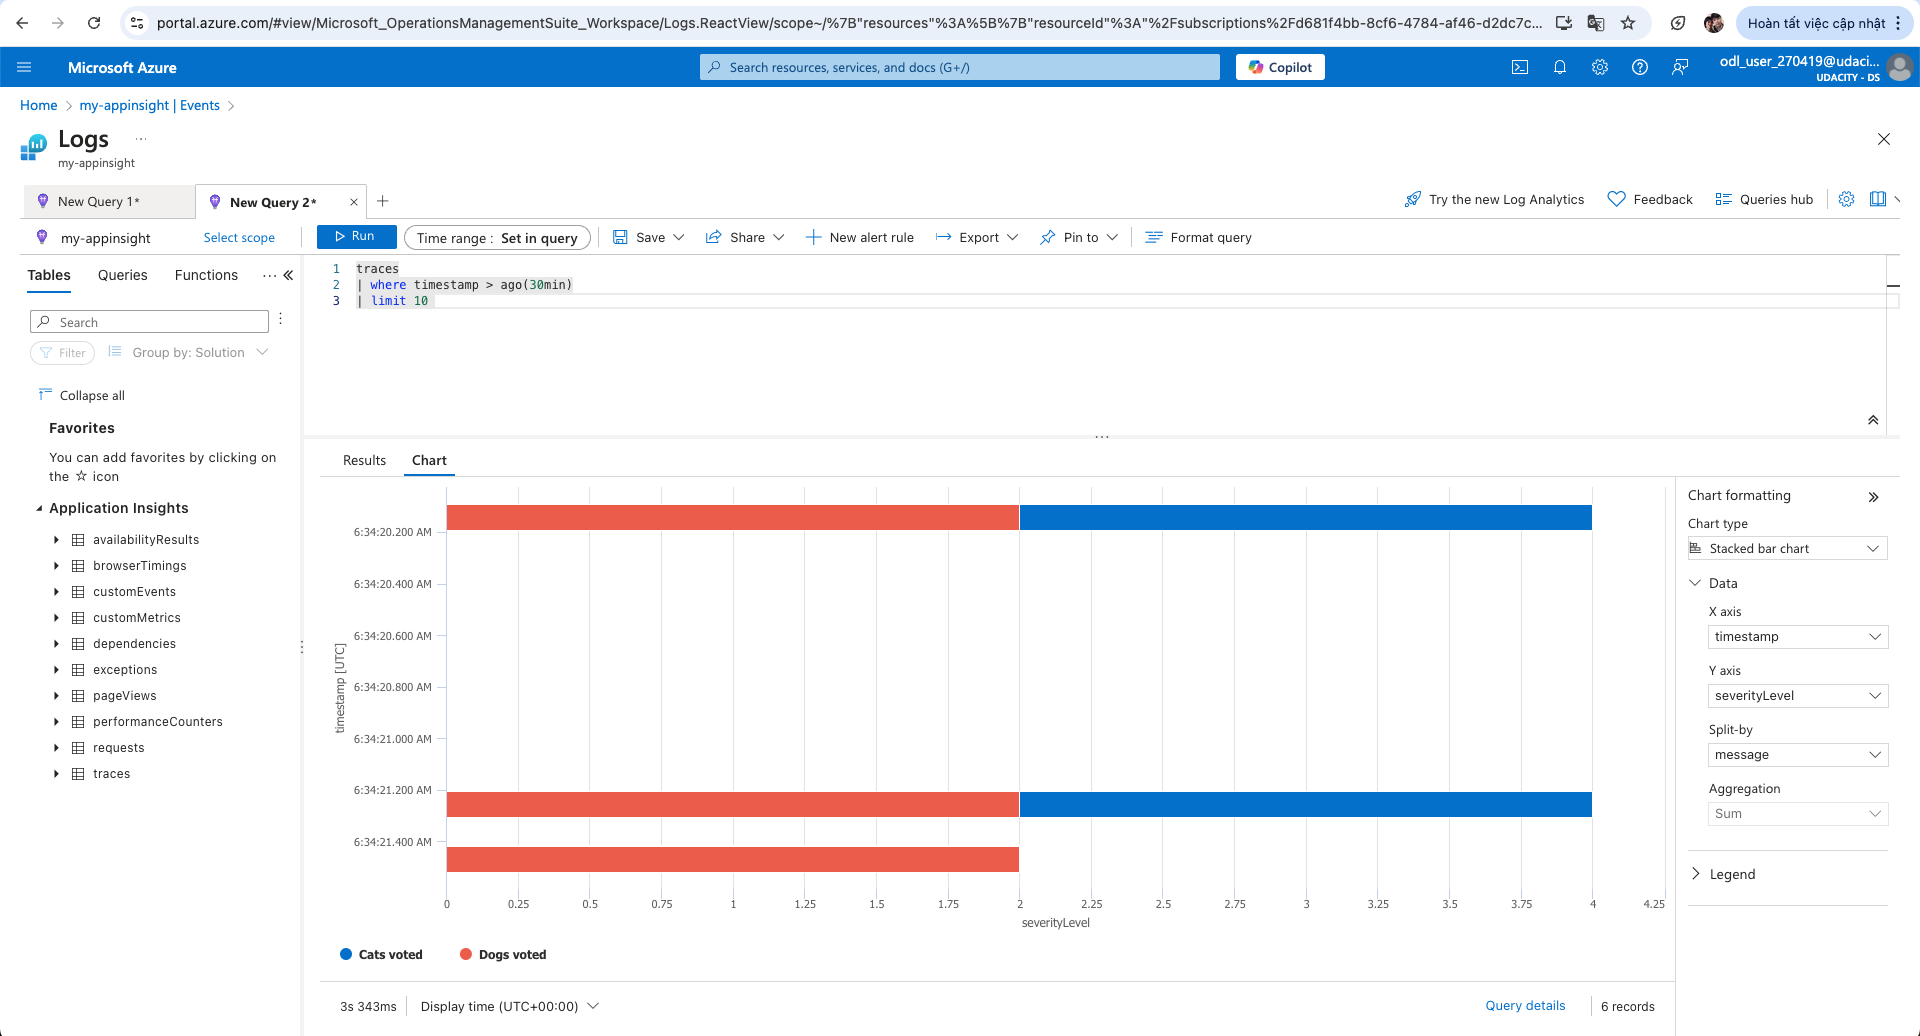 portal.azure.com/#view/Microsoft_OperationsManagementSuite_Workspace/Logs.ReactView/scope~/%7B"resources"%3A%5B%7B"resourceId"%3A"%2Fsubscriptions%2Fd681f4bb-8cf6-4784-af46-d2dc7c...
Hoàn tất việc cập nhật
Microsoft Azure
Search resources, services, and docs (G+/)
Copilot
odl_user_270419@udaci...
UDACITY - DS
Home
my-appinsight | Events
Logs
...
my-appinsight
New Query 1*
New Query 2*
Try the new Log Analytics
Feedback
Queries hub
my-appinsight
Select scope
Run
Time range : Set in query
Save
Share
New alert rule
Export
Pin to
Format query
Tables
Queries
Functions
...
1 traces
2 | where timestamp > ago(30min)
3 | limit 10
Search
Filter
Group by: Solution
Collapse all
Favorites
You can add favorites by clicking on
the ☆ icon
Application Insights
availabilityResults
browserTimings
customEvents
customMetrics
dependencies
exceptions
pageViews
performanceCounters
requests
traces
Results
Chart
timestamp [UTC]
6:34:20.200 AM
6:34:20.400 AM
6:34:20.600 AM
6:34:20.800 AM
6:34:21.000 AM
6:34:21.200 AM
6:34:21.400 AM
0 0.25 0.5 0.75 1 1.25 1.5 1.75 2 2.25 2.5 2.75 3 3.25 3.5 3.75 4 4.25
severityLevel
Cats voted
Dogs voted
Chart formatting
Chart type
Stacked bar chart
Data
X axis
timestamp
Y axis
severityLevel
Split-by
message
Aggregation
Sum
Legend
3s 343ms
Display time (UTC+00:00)
Query details
6 records